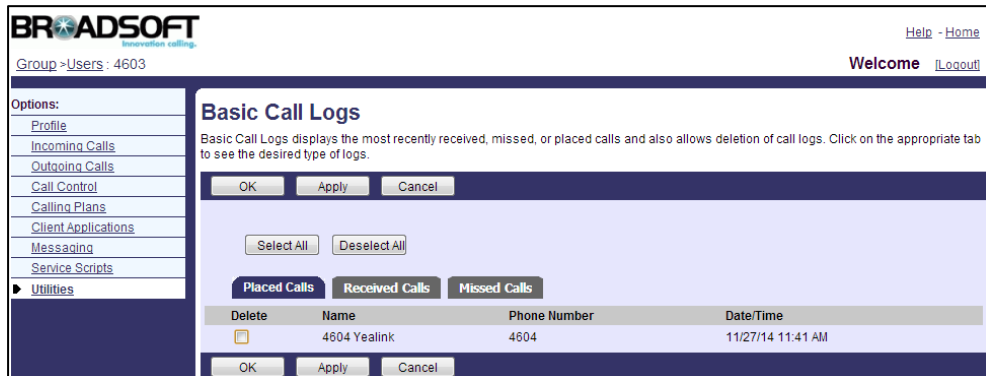 BROADSOFT
Innovation calling.
Help - Home
Group >Users : 4603
Welcome [Logout]
Options:
Profile
Incoming Calls
Outgoing Calls
Call Control
Calling Plans
Client Applications
Messaging
Service Scripts
Utilities
Basic Call Logs
Basic Call Logs displays the most recently received, missed, or placed calls and also allows deletion of call logs. Click on the appropriate tab
to see the desired type of logs.
OK Apply Cancel
Select All Deselect All
Placed Calls Received Calls Missed Calls
Delete Name Phone Number Date/Time
4604 Yealink 4604 11/27/14 11:41 AM
OK Apply Cancel